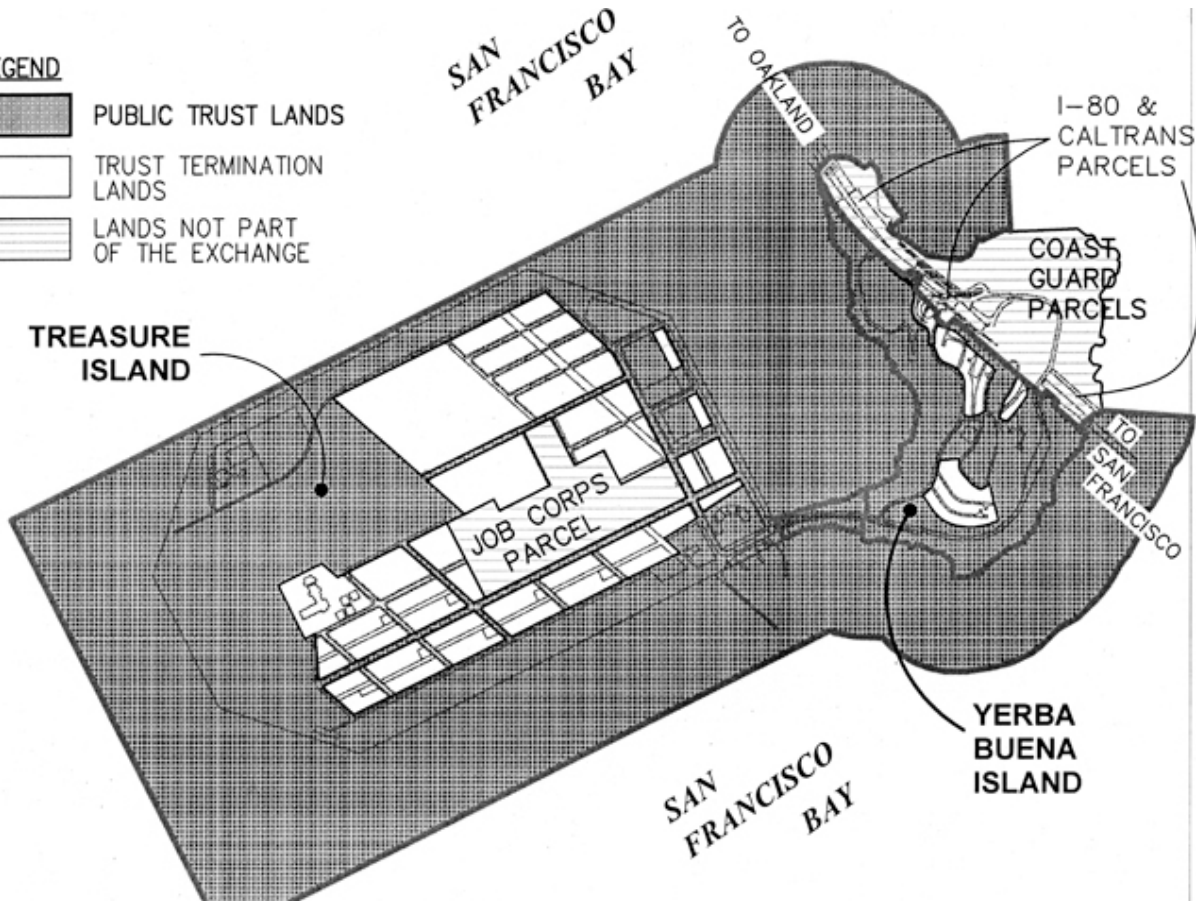 EGEND
PUBLIC TRUST LANDS
TRUST TERMINATION
LANDS
LANDS NOT PART
OF THE EXCHANGE
SAN
FRANCISCO
BAY
TO OAKLAND
I-80 &
CALTRANS
PARCELS
COAST
GUARD
PARCELS
TREASURE
ISLAND
JOB CORPS
PARCEL
TO
SAN
FRANCISCO
YERBA
BUENA
ISLAND
SAN
FRANCISCO
BAY